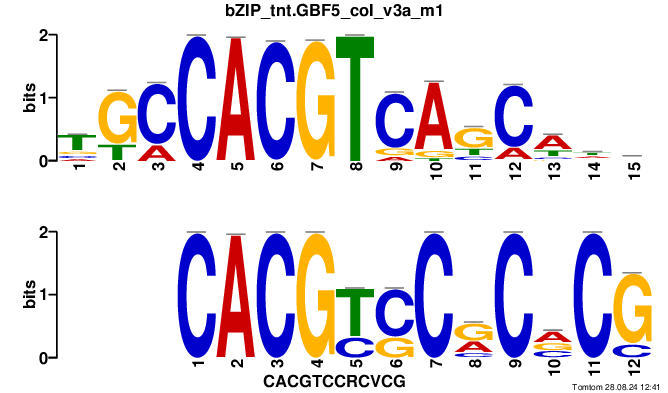 bZIP_tnt.GBF5_col_v3a_m1
2
bits
1
0
1 2 3 4 5 6 7 8 9 10 11 12 13 14 15
2
bits
1
0
1 2 3 4 5 6 7 8 9 10 11 12
CACGTCCRCVCG
Tomtom 28.08.24 12:41